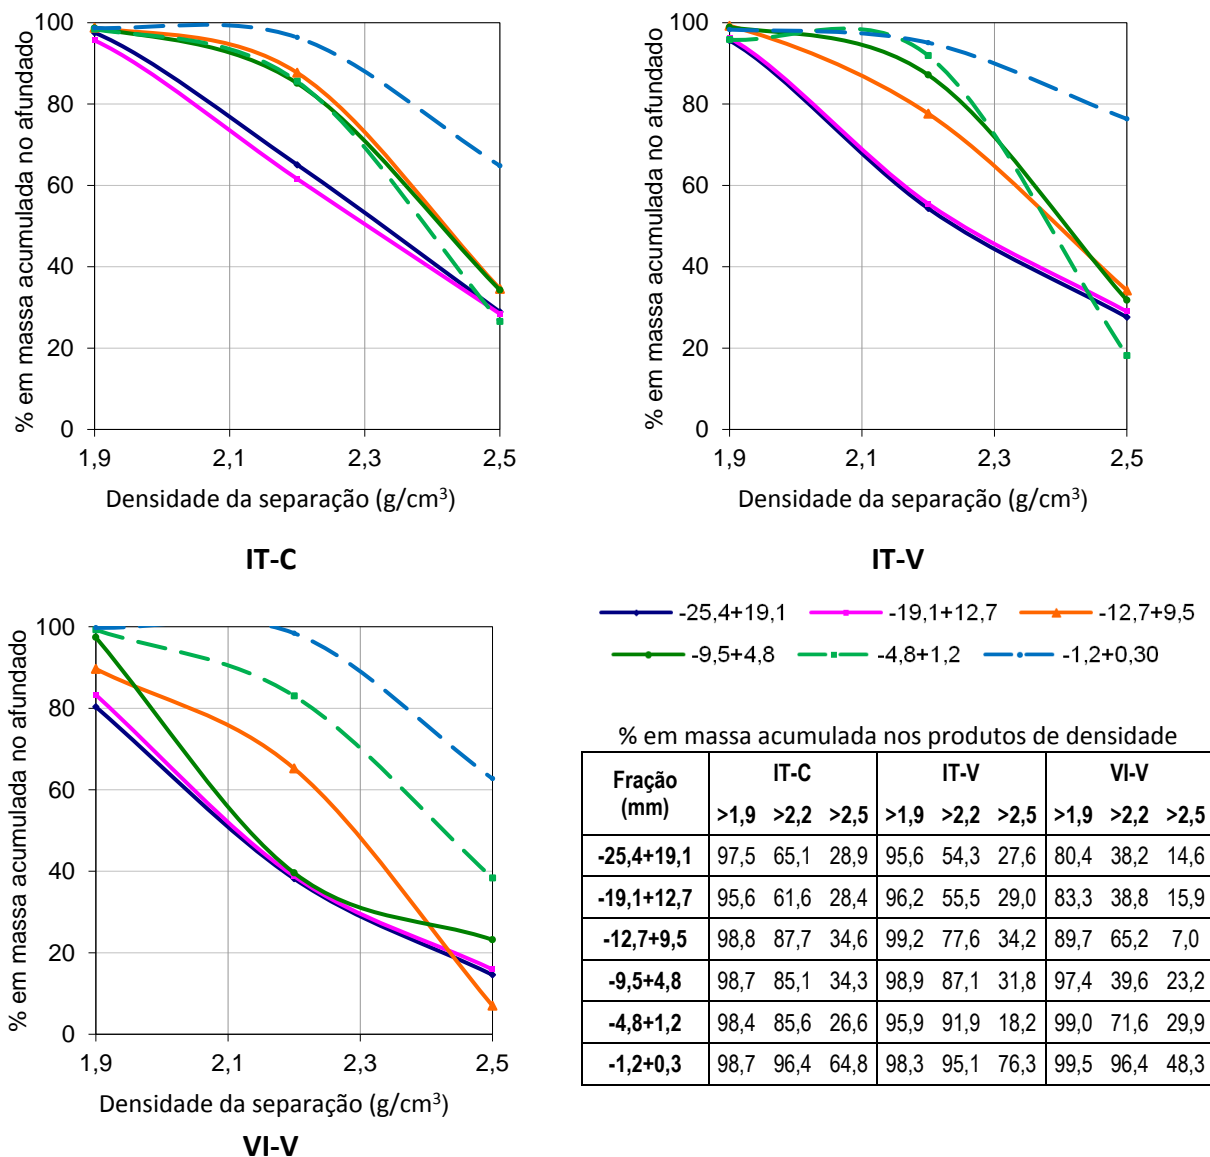 % em massa acumulada no afundado
100
80
60
40
20
0
1,9 2,1 2,3 2,5
Densidade da separação (g/cm³)
IT-C
% em massa acumulada no afundado
100
80
60
40
20
0
1,9 2,1 2,3 2,5
Densidade da separação (g/cm³)
IT-V
% em massa acumulada no afundado
100
80
60
40
20
0
1,9 2,1 2,3 2,5
Densidade da separação (g/cm³)
VI-V
-25,4+19,1 -19,1+12,7 -12,7+9,5
-9,5+4,8 -4,8+1,2 -1,2+0,30
% em massa acumulada nos produtos de densidade
Fração (mm) IT-C IT-V VI-V
>1,9 >2,2 >2,5 >1,9 >2,2 >2,5 >1,9 >2,2 >2,5
-25,4+19,1 97,5 65,1 28,9 95,6 54,3 27,6 80,4 38,2 14,6
-19,1+12,7 95,6 61,6 28,4 96,2 55,5 29,0 83,3 38,8 15,9
-12,7+9,5 98,8 87,7 34,6 99,2 77,6 34,2 89,7 65,2 7,0
-9,5+4,8 98,7 85,1 34,3 98,9 87,1 31,8 97,4 39,6 23,2
-4,8+1,2 98,4 85,6 26,6 95,9 91,9 18,2 99,0 71,6 29,9
-1,2+0,3 98,7 96,4 64,8 98,3 95,1 76,3 99,5 96,4 48,3